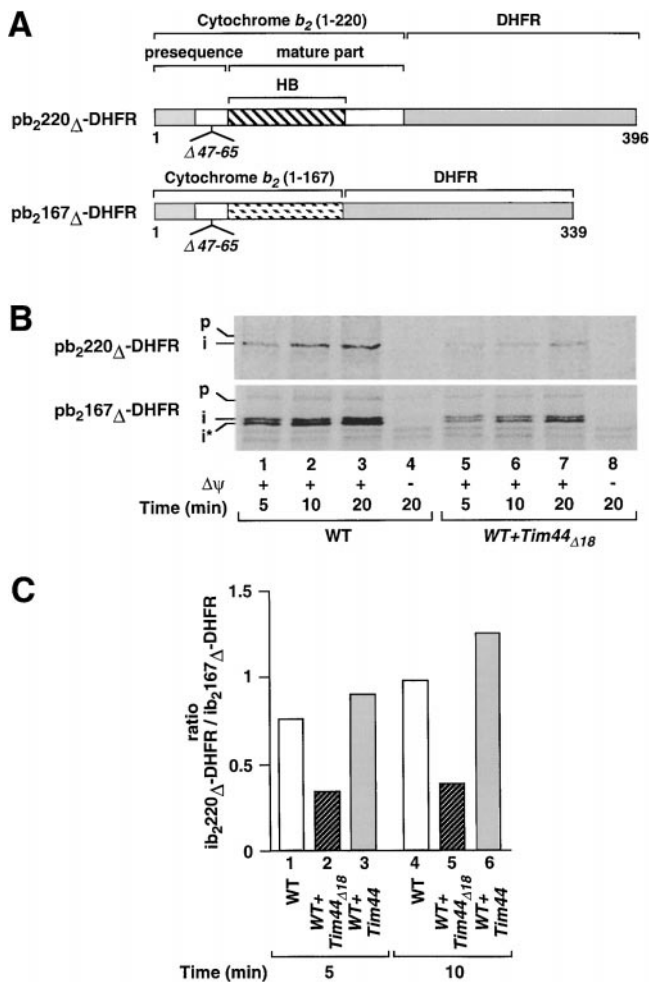 A
Cytochrome b2 (1-220) DHFR
presequence mature part
HB
pb2220Δ-DHFR
1 Δ 47-65 396
Cytochrome b2 (1-167) DHFR
pb2167Δ-DHFR
1 Δ 47-65 339
B
pb2220Δ-DHFR p
i
pb2167Δ-DHFR p
i
i*
1 2 3 4 5 6 7 8
Δψ + + + - + + + -
Time (min) 5 10 20 20 5 10 20 20
WT WT+Tim44Δ18
C
ratio
ib2220Δ-DHFR / ib2167Δ-DHFR
1.5
1
0.5
0
1 2 3 4 5 6
WT WT+ Tim44Δ18 WT+ Tim44 WT WT+ Tim44Δ18 WT+ Tim44
Time (min) 5 10